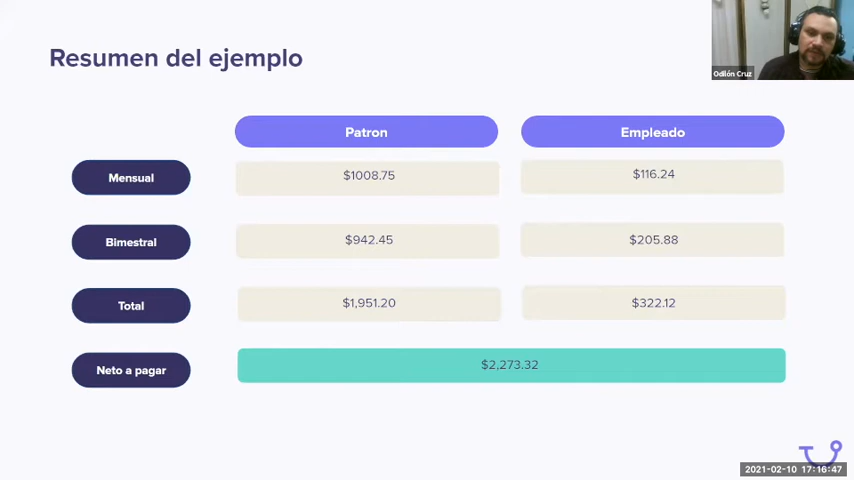 Resumen del ejemplo
Odilón Cruz
Patron
Empleado
Mensual
$1008.75
$116.24
Bimestral
$942.45
$205.88
Total
$1,951.20
$322.12
Neto a pagar
$2,273.32
2021-02-10 17:16:47